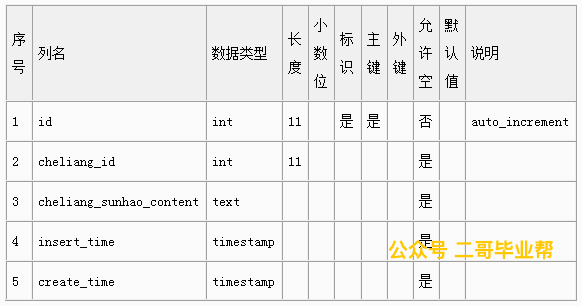 序号 列名 数据类型 长度 小数位 标识 主键 外键 允许空 默认值 说明
1 id int 11 是 是 否 auto_increment
2 cheliang_id int 11 是
3 cheliang_sunhao_content text 是
4 insert_time timestamp 是
公众号 二哥毕业帮
5 create_time timestamp 是